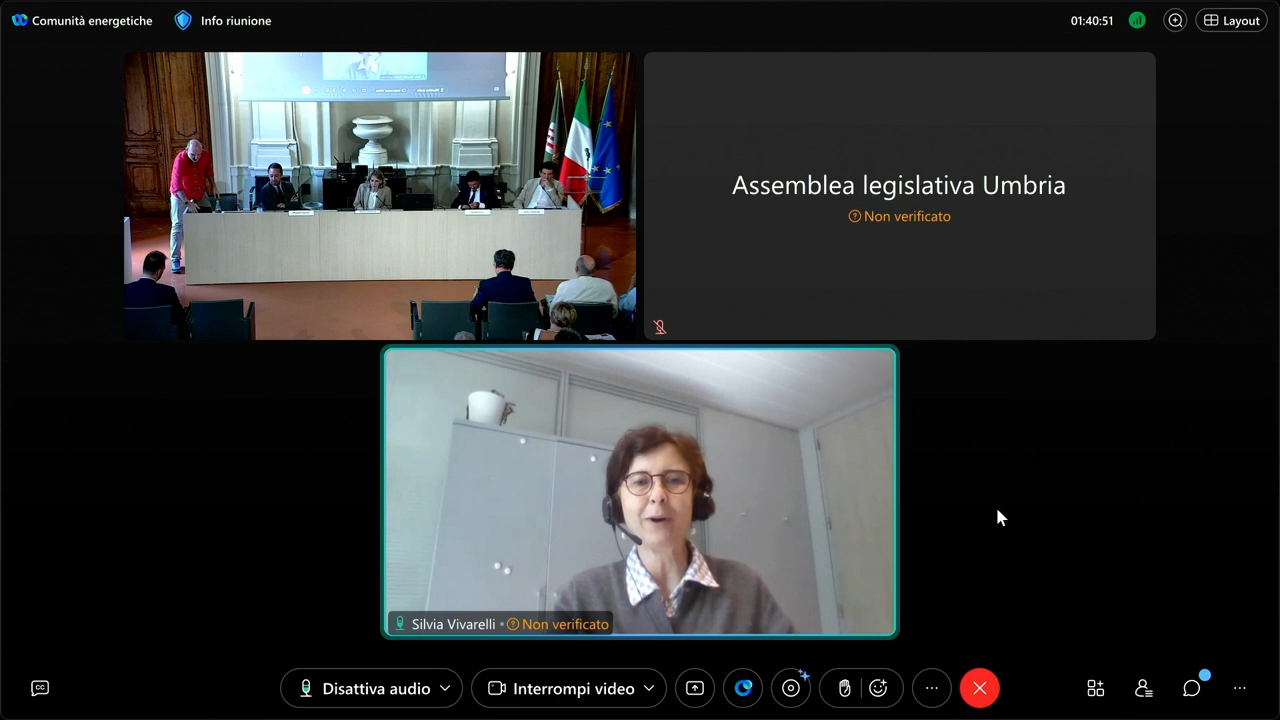 Comunità energetiche
Info riunione
01:40:51
Layout
Assemblea legislativa Umbria
Non verificato
Silvia Vivarelli • Non verificato
CC
Disattiva audio
Interrompi video